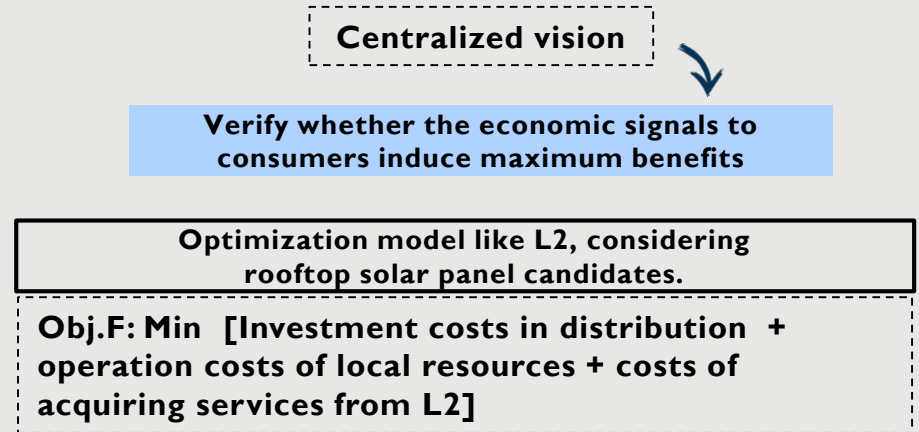 Centralized vision
Verify whether the economic signals to
consumers induce maximum benefits
Optimization model like L2, considering
rooftop solar panel candidates.
Obj.F: Min [Investment costs in distribution +
operation costs of local resources + costs of
acquiring services from L2]